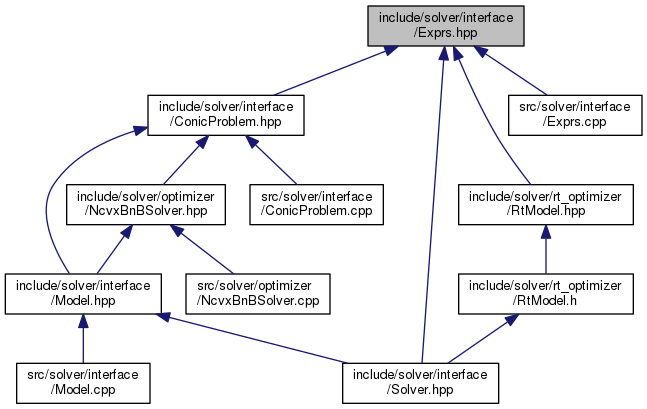 include/solver/interface
/Exprs.hpp
include/solver/interface
/ConicProblem.hpp
src/solver/interface
/Exprs.cpp
include/solver/optimizer
/NcvxBnBSolver.hpp
src/solver/interface
/ConicProblem.cpp
include/solver/rt_optimizer
/RtModel.hpp
include/solver/interface
/Model.hpp
src/solver/optimizer
/NcvxBnBSolver.cpp
include/solver/rt_optimizer
/RtModel.h
src/solver/interface
/Model.cpp
include/solver/interface
/Solver.hpp